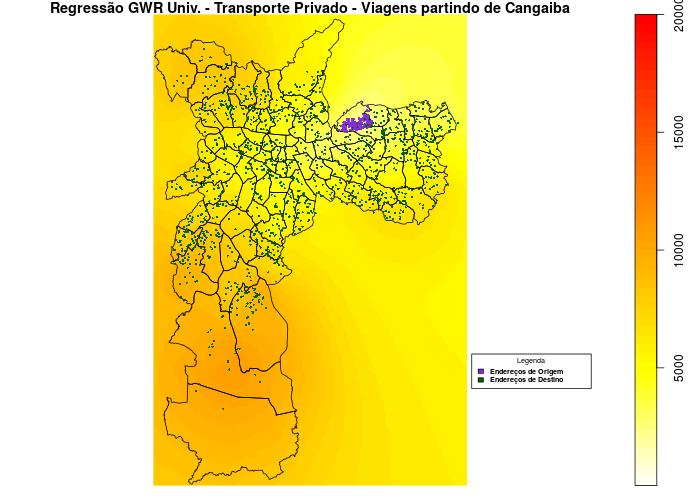 Regressão GWR Univ. - Transporte Privado - Viagens partindo de Cangaiba
20000
15000
10000
5000
Legenda
Endereços de Origem
Endereços de Destino